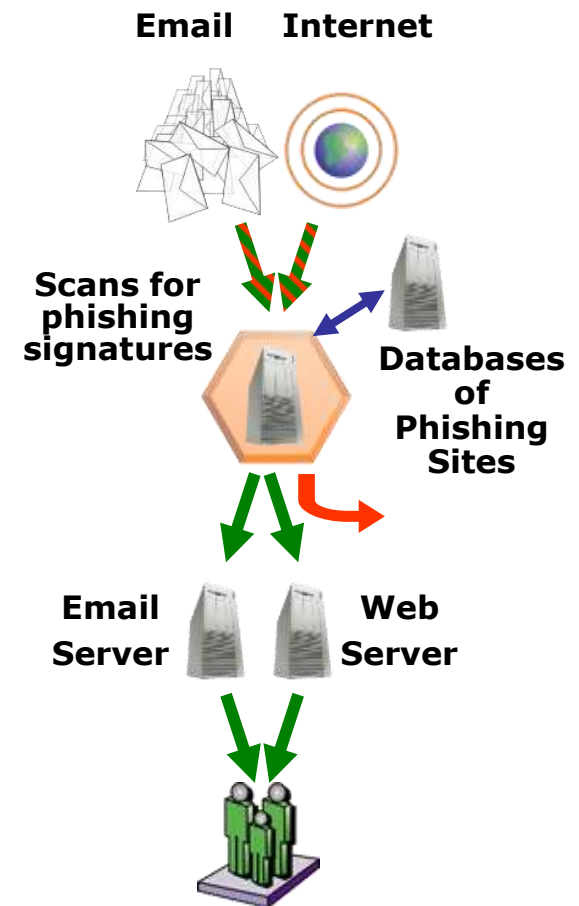 Email Internet
Scans for
phishing
signatures
Databases
of
Phishing
Sites
Email
Server
Web
Server